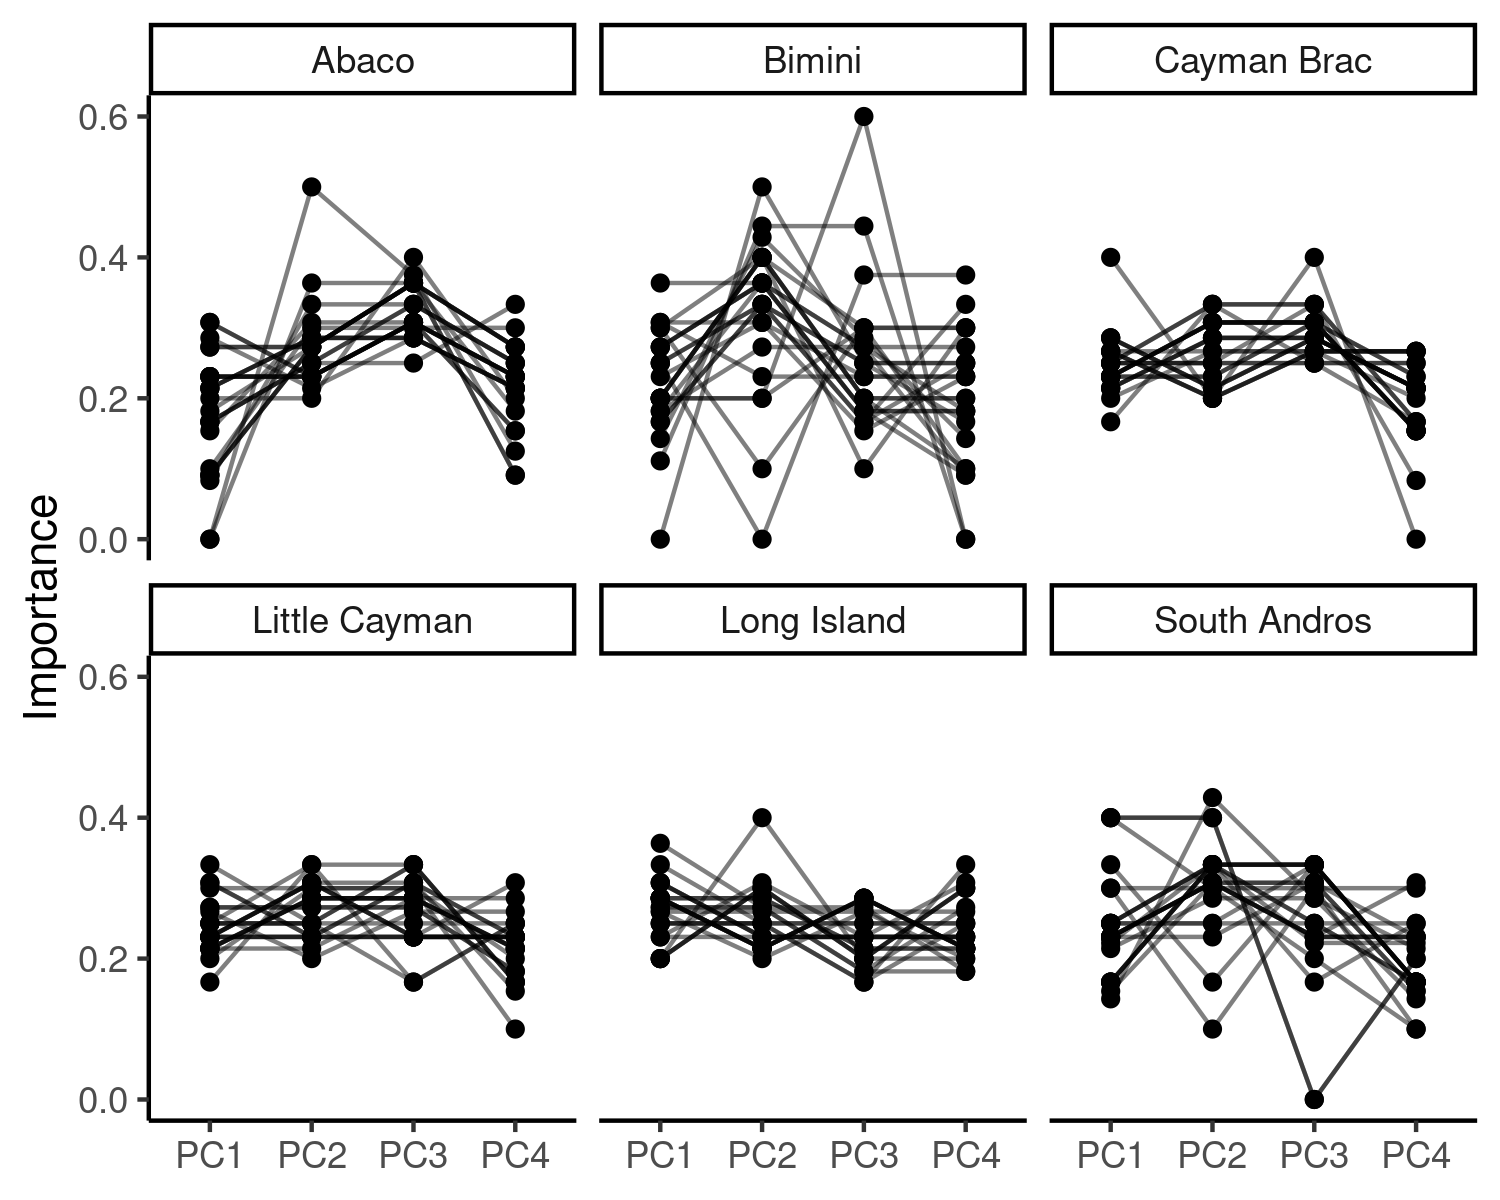 Abaco Bimini Cayman Brac
0.6
0.4
0.2
0.0
Importance
Little Cayman Long Island South Andros
0.6
0.4
0.2
0.0
PC1 PC2 PC3 PC4 PC1 PC2 PC3 PC4 PC1 PC2 PC3 PC4